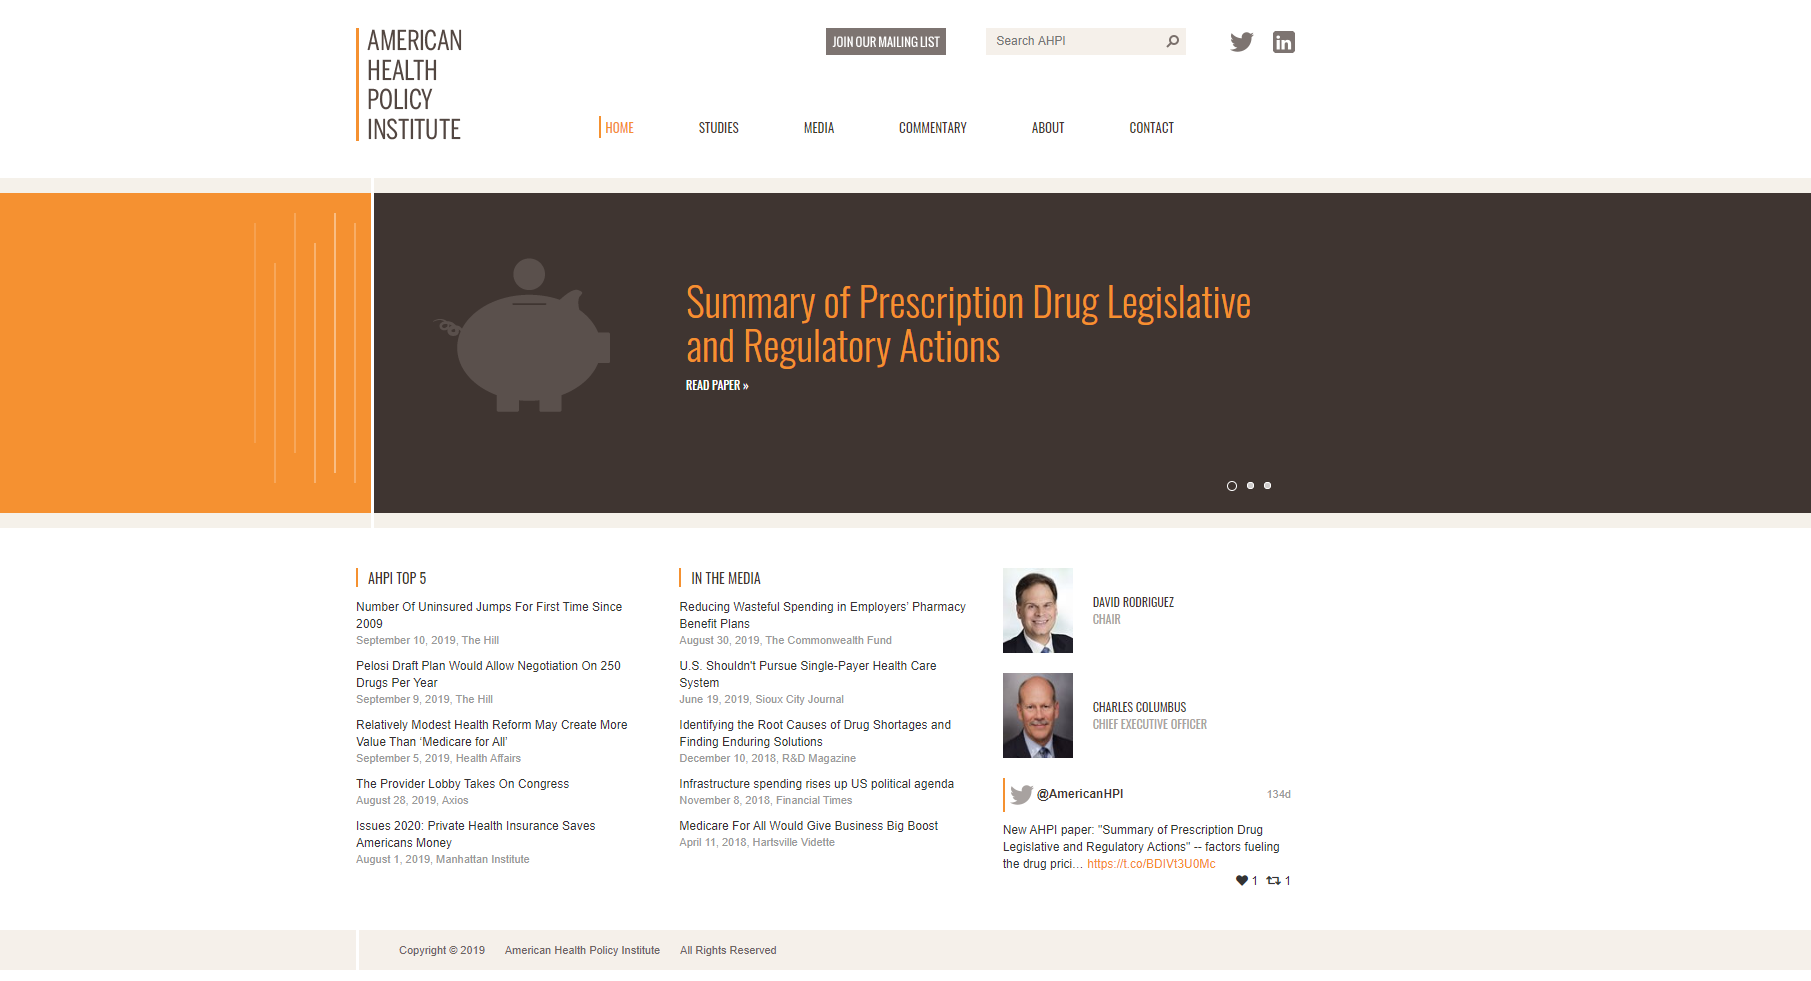 AMERICAN
HEALTH
POLICY
INSTITUTE
JOIN OUR MAILING LIST
Search AHPI
HOME
STUDIES
MEDIA
COMMENTARY
ABOUT
CONTACT
Summary of Prescription Drug Legislative
and Regulatory Actions
READ PAPER »
AHPI TOP 5
Number Of Uninsured Jumps For First Time Since
2009
September 10, 2019, The Hill
Pelosi Draft Plan Would Allow Negotiation On 250
Drugs Per Year
September 9, 2019, The Hill
Relatively Modest Health Reform May Create More
Value Than ‘Medicare for All’
September 5, 2019, Health Affairs
The Provider Lobby Takes On Congress
August 28, 2019, Axios
Issues 2020: Private Health Insurance Saves
Americans Money
August 1, 2019, Manhattan Institute
IN THE MEDIA
Reducing Wasteful Spending in Employers’ Pharmacy
Benefit Plans
August 30, 2019, The Commonwealth Fund
U.S. Shouldn't Pursue Single-Payer Health Care
System
June 19, 2019, Sioux City Journal
Identifying the Root Causes of Drug Shortages and
Finding Enduring Solutions
December 10, 2018, R&D Magazine
Infrastructure spending rises up US political agenda
November 8, 2018, Financial Times
Medicare For All Would Give Business Big Boost
April 11, 2018, Hartsville Vidette
DAVID RODRIGUEZ
CHAIR
CHARLES COLUMBUS
CHIEF EXECUTIVE OFFICER
@AmericanHPI
134d
New AHPI paper: "Summary of Prescription Drug
Legislative and Regulatory Actions" -- factors fueling
the drug prici… https://t.co/BDIVt3U0Mc
1 1
Copyright © 2019 American Health Policy Institute All Rights Reserved